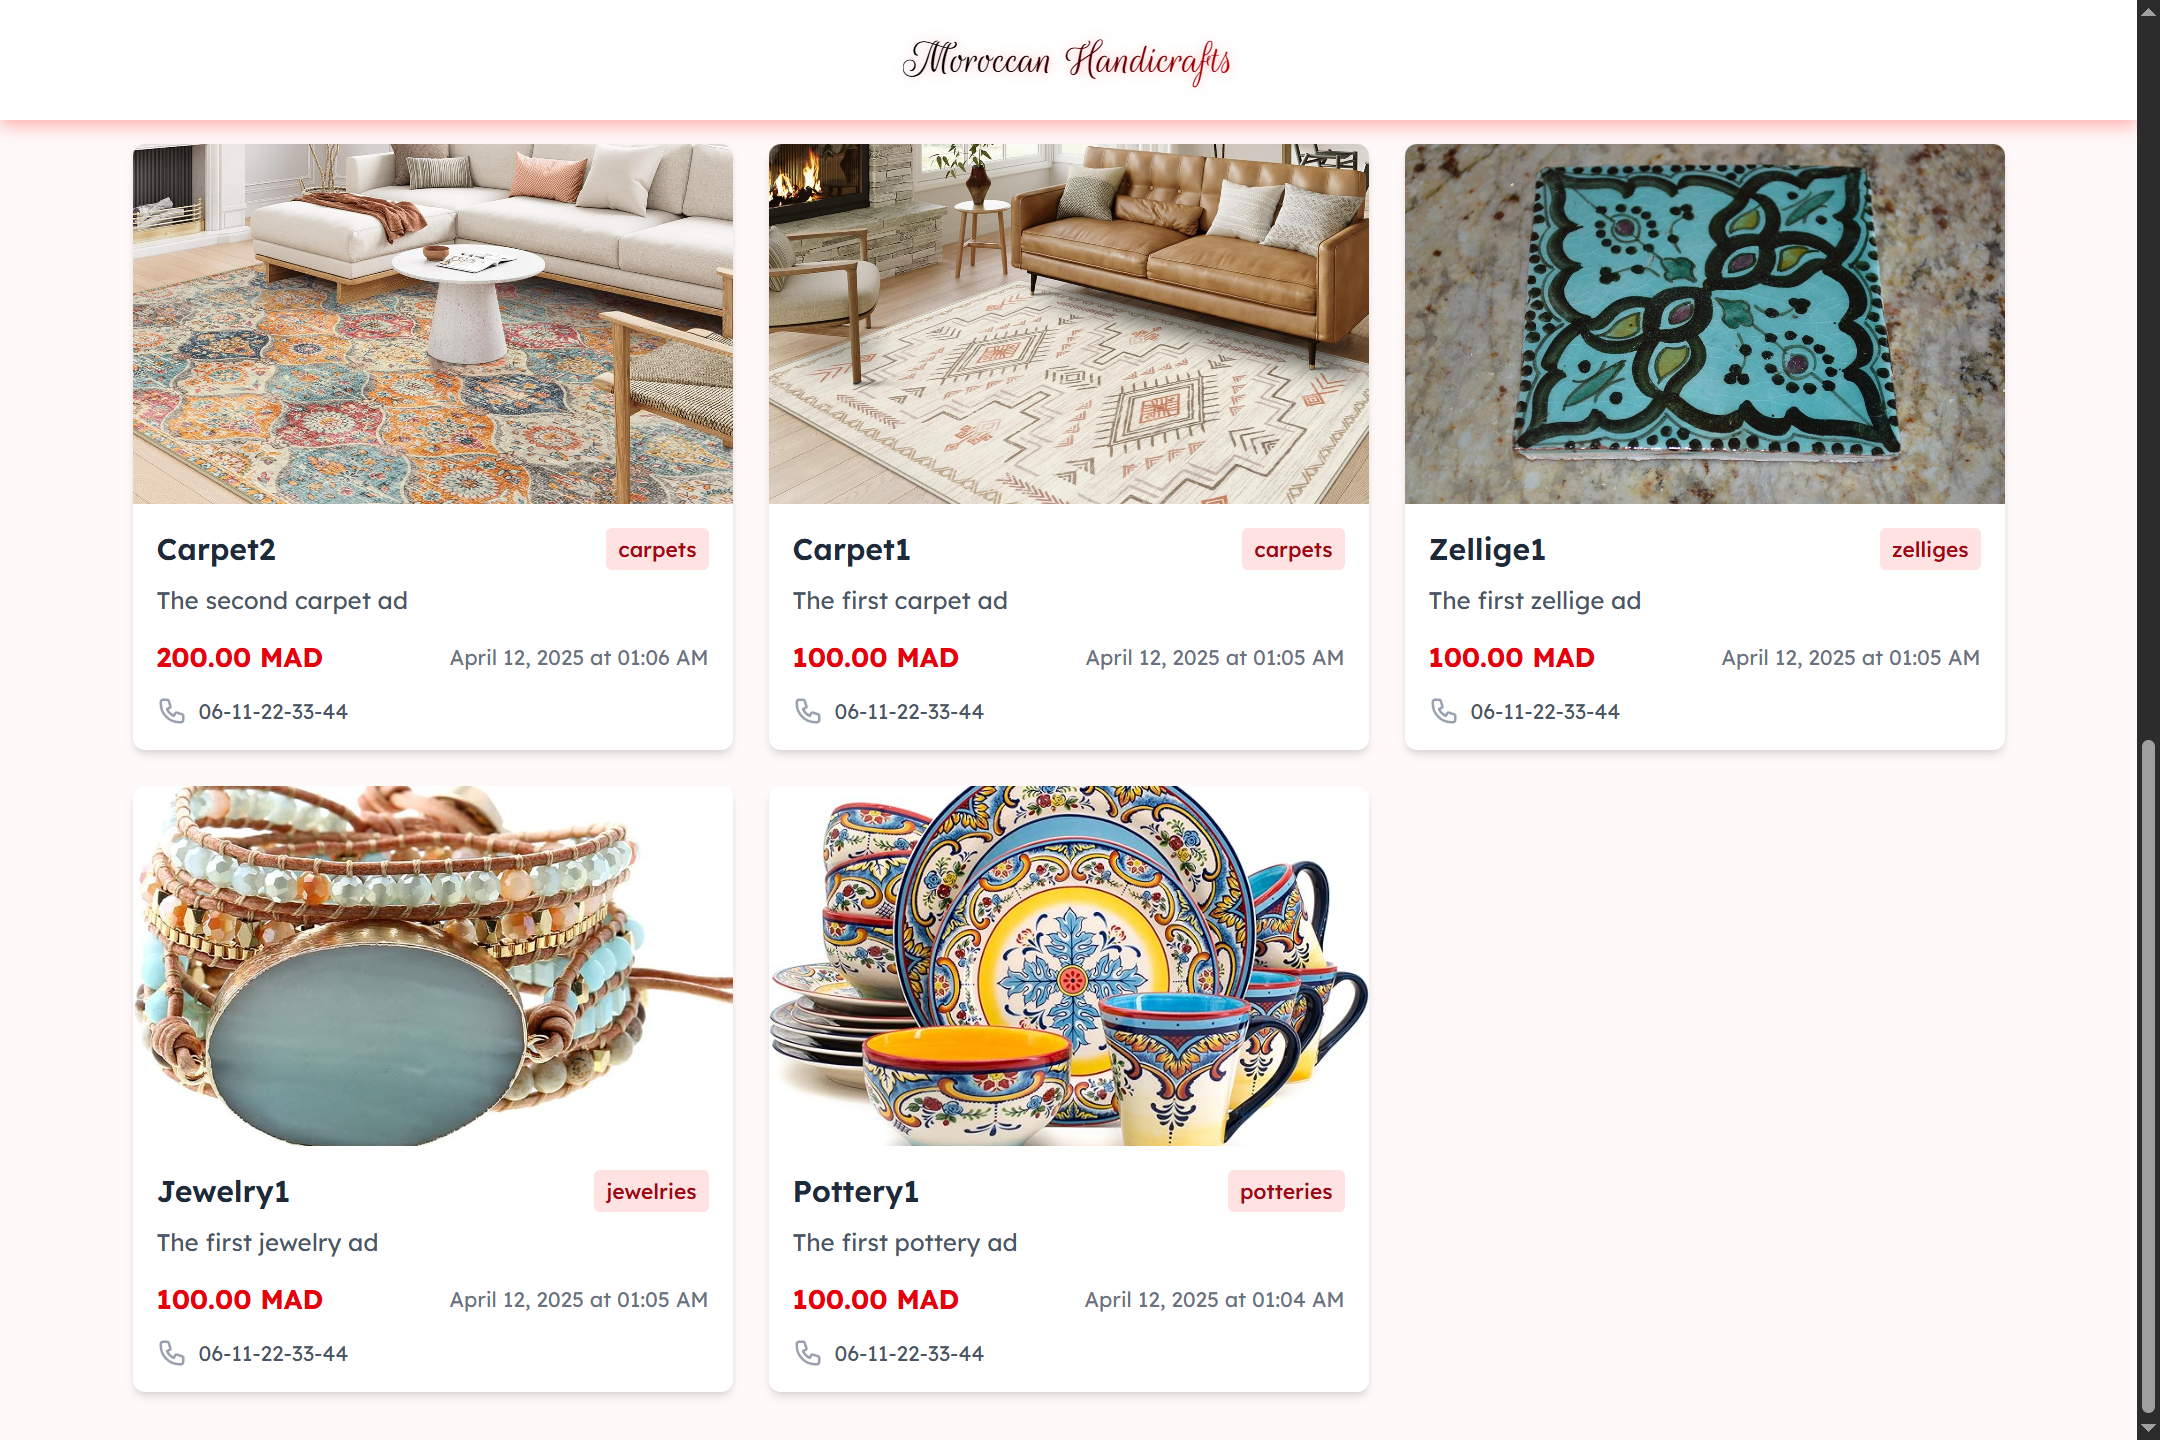 Moroccan Handicrafts
Carpet2
carpets
The second carpet ad
200.00 MAD
April 12, 2025 at 01:06 AM
06-11-22-33-44
Carpet1
carpets
The first carpet ad
100.00 MAD
April 12, 2025 at 01:05 AM
06-11-22-33-44
Zellige1
zelliges
The first zellige ad
100.00 MAD
April 12, 2025 at 01:05 AM
06-11-22-33-44
Jewelry1
jewelries
The first jewelry ad
100.00 MAD
April 12, 2025 at 01:05 AM
06-11-22-33-44
Pottery1
potteries
The first pottery ad
100.00 MAD
April 12, 2025 at 01:04 AM
06-11-22-33-44